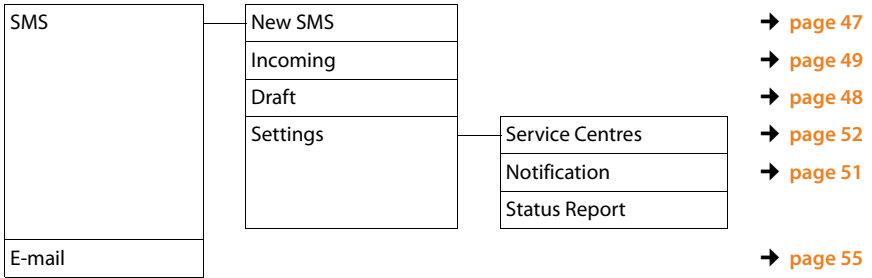 SMS New SMS ➜ page 47
Incoming ➜ page 49
Draft ➜ page 48
Settings Service Centres ➜ page 52
Notification ➜ page 51
Status Report
E-mail ➜ page 55